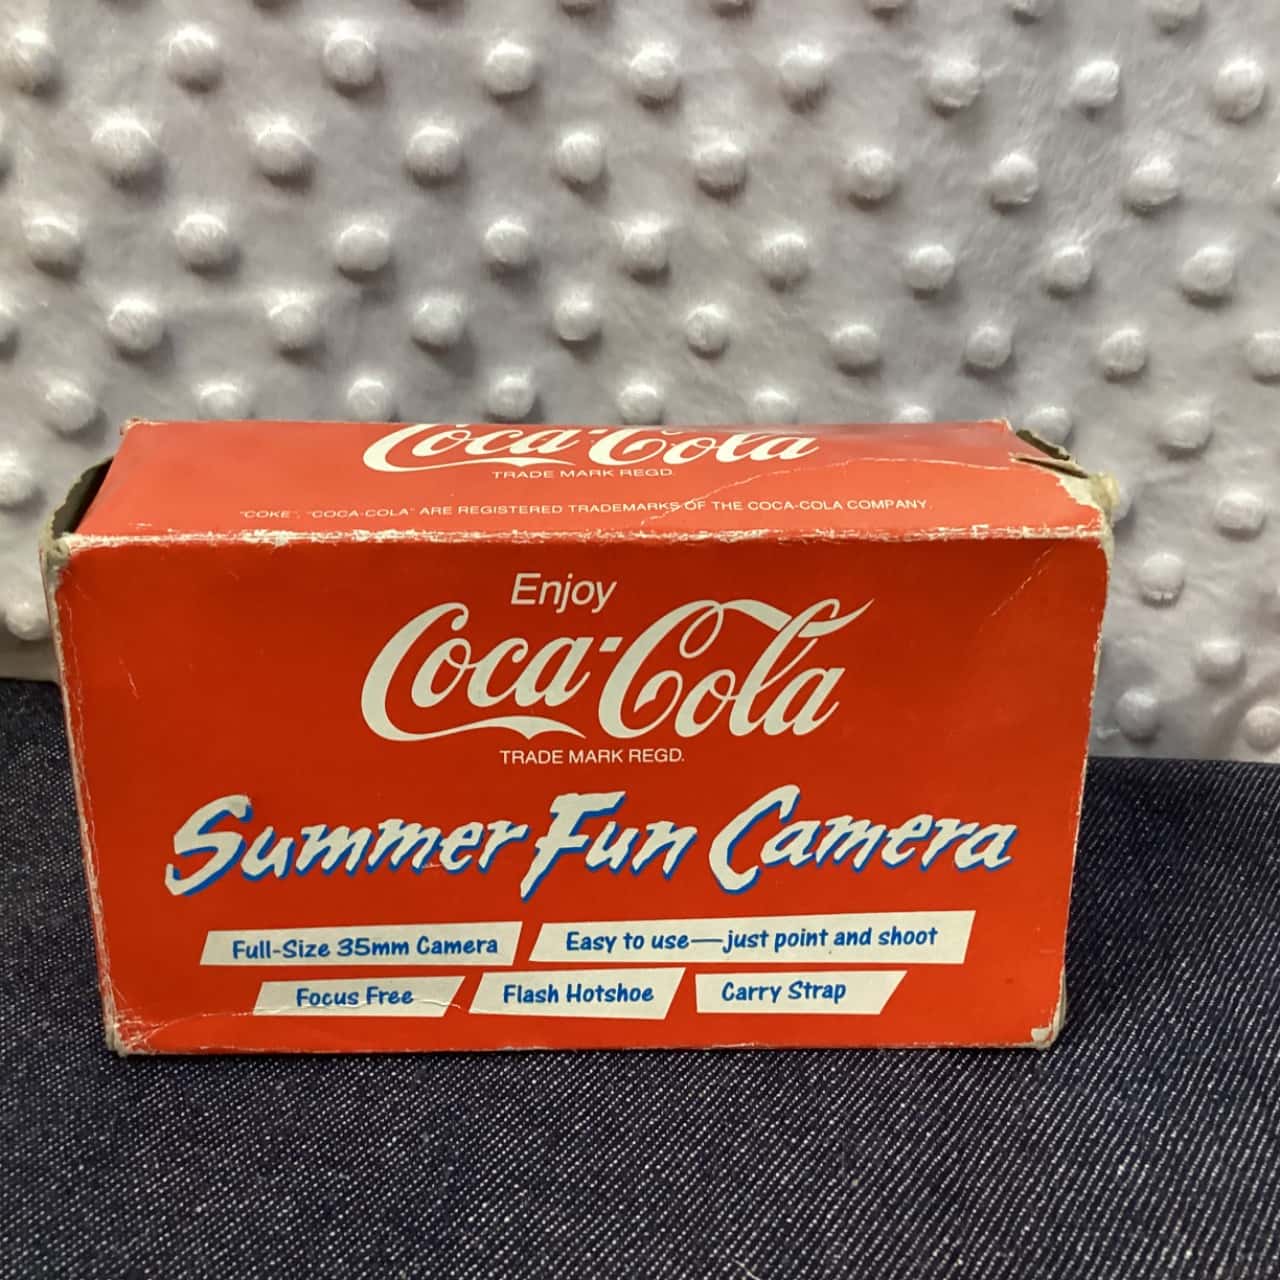 Coca-Cola
TRADE MARK REGD.
"COKE", "COCA-COLA" ARE REGISTERED TRADEMARKS OF THE COCA-COLA COMPANY.
Enjoy
Coca-Cola
TRADE MARK REGD.
Summer Fun Camera
Full-Size 35mm Camera Easy to use—just point and shoot
Focus Free Flash Hotshoe Carry Strap